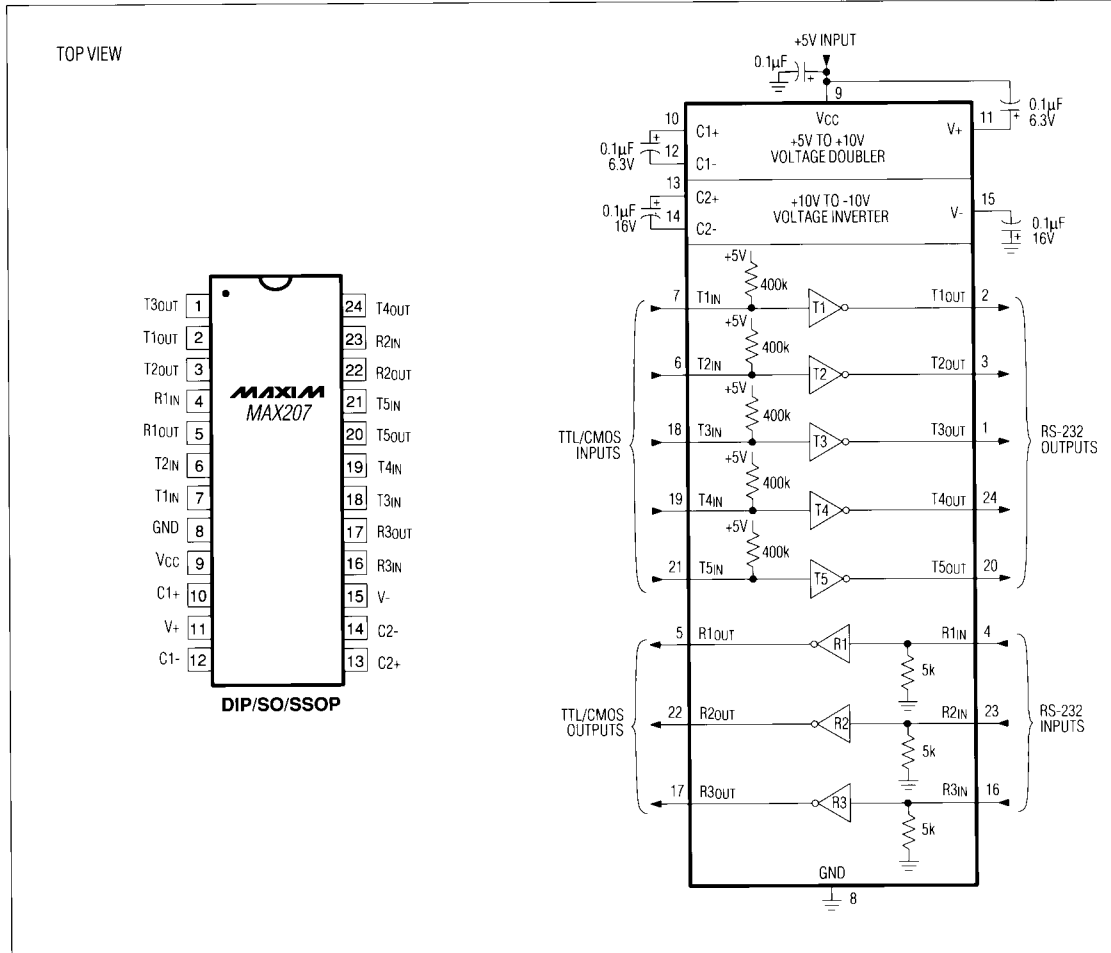 TOP VIEW
T3OUT 1
T1OUT 2
T2OUT 3
R1IN 4
R1OUT 5
T2IN 6
T1IN 7
GND 8
VCC 9
C1+ 10
V+ 11
C1- 12
MAXIM
MAX207
24 T4OUT
23 R2IN
22 R2OUT
21 T5IN
20 T5OUT
19 T4IN
18 T3IN
17 R3OUT
16 R3IN
15 V-
14 C2-
13 C2+
DIP/SO/SSOP
+5V INPUT
0.1µF
+
9
VCC
+5V TO +10V
VOLTAGE DOUBLER
10 C1+
+
0.1µF
6.3V
12 C1-
V+ 11
+
0.1µF
6.3V
+10V TO -10V
VOLTAGE INVERTER
13 C2+
+
0.1µF
16V
14 C2-
V- 15
+
0.1µF
16V
TTL/CMOS
INPUTS
+5V
400k
7 T1IN T1 T1OUT 2
+5V
400k
6 T2IN T2 T2OUT 3
+5V
400k
18 T3IN T3 T3OUT 1
+5V
400k
19 T4IN T4 T4OUT 24
+5V
400k
21 T5IN T5 T5OUT 20
RS-232
OUTPUTS
TTL/CMOS
OUTPUTS
5 R1OUT R1 R1IN 4
5k
22 R2OUT R2 R2IN 23
5k
17 R3OUT R3 R3IN 16
5k
RS-232
INPUTS
GND
8